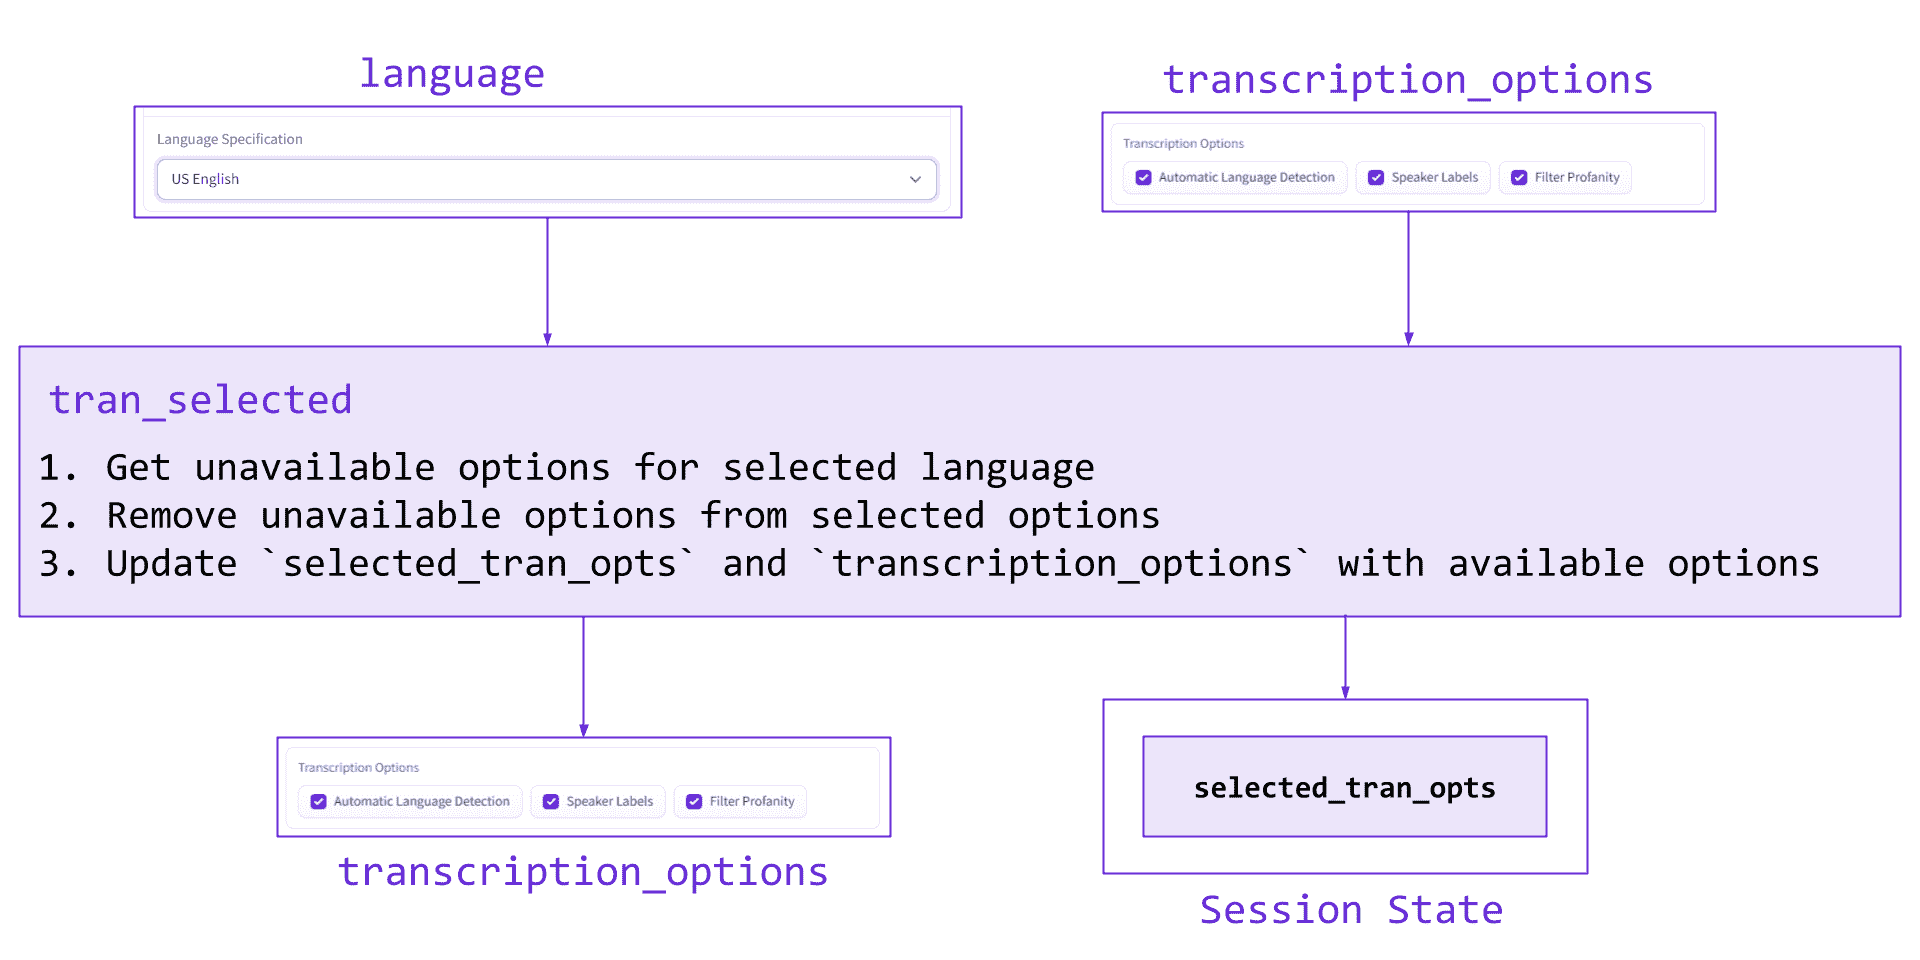 language
transcription_options
Language Specification
US English
Transcription Options
Automatic Language Detection Speaker Labels Filter Profanity
tran_selected
1. Get unavailable options for selected language
2. Remove unavailable options from selected options
3. Update `selected_tran_opts` and `transcription_options` with available options
Transcription Options
Automatic Language Detection Speaker Labels Filter Profanity
transcription_options
selected_tran_opts
Session State